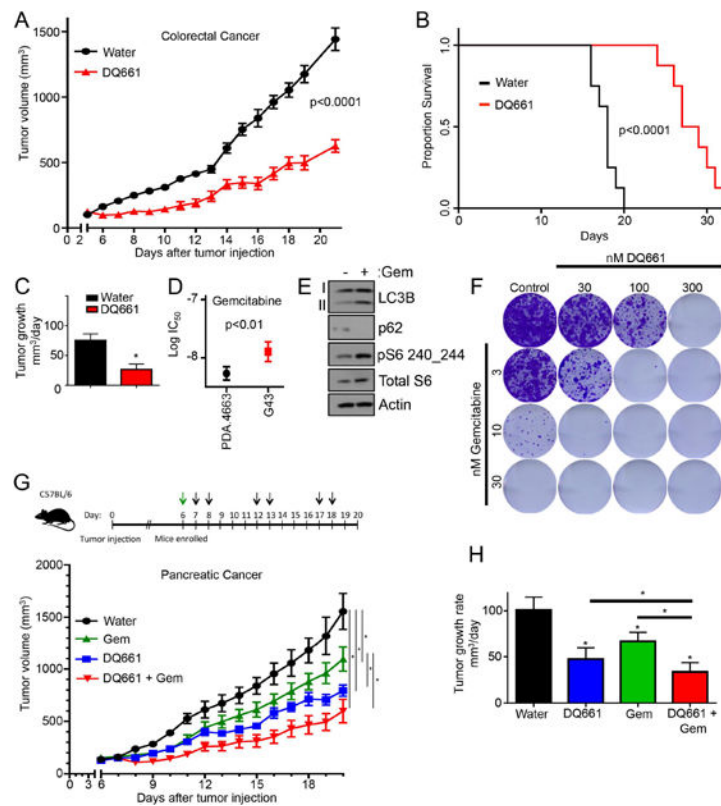 A
Colorectal Cancer
Water
DQ661
p<0.0001
Tumor volume (mm³)
1500
1000
500
0
0 2 6 8 10 12 14 16 18 20
Days after tumor injection
B
Water
DQ661
p<0.0001
Proportion Survival
1.0
0.5
0.0
0 10 20 30
Days
C
Water
DQ661
Tumor growth
mm³/day
150
100
50
0
*
D
Gemcitabine
p<0.01
Log IC₅₀
-7
-8
PDA.4663
G43
E
- + :Gem
I
II
LC3B
p62
pS6 240_244
Total S6
Actin
F
nM DQ661
Control 30 100 300
nM Gemcitabine
3
10
30
G
C57BL/6
Day: 0 6 7 8 9 10 11 12 13 14 15 16 17 18 19 20
Tumor injection Mice enrolled
Pancreatic Cancer
Water
Gem
DQ661
DQ661 + Gem
Tumor volume (mm³)
2000
1500
1000
500
0
0 3 6 9 12 15 18
Days after tumor injection
* * * * *
H
Tumor growth rate
mm³/day
100
50
0
* * * * *
Water DQ661 Gem DQ661 +
Gem